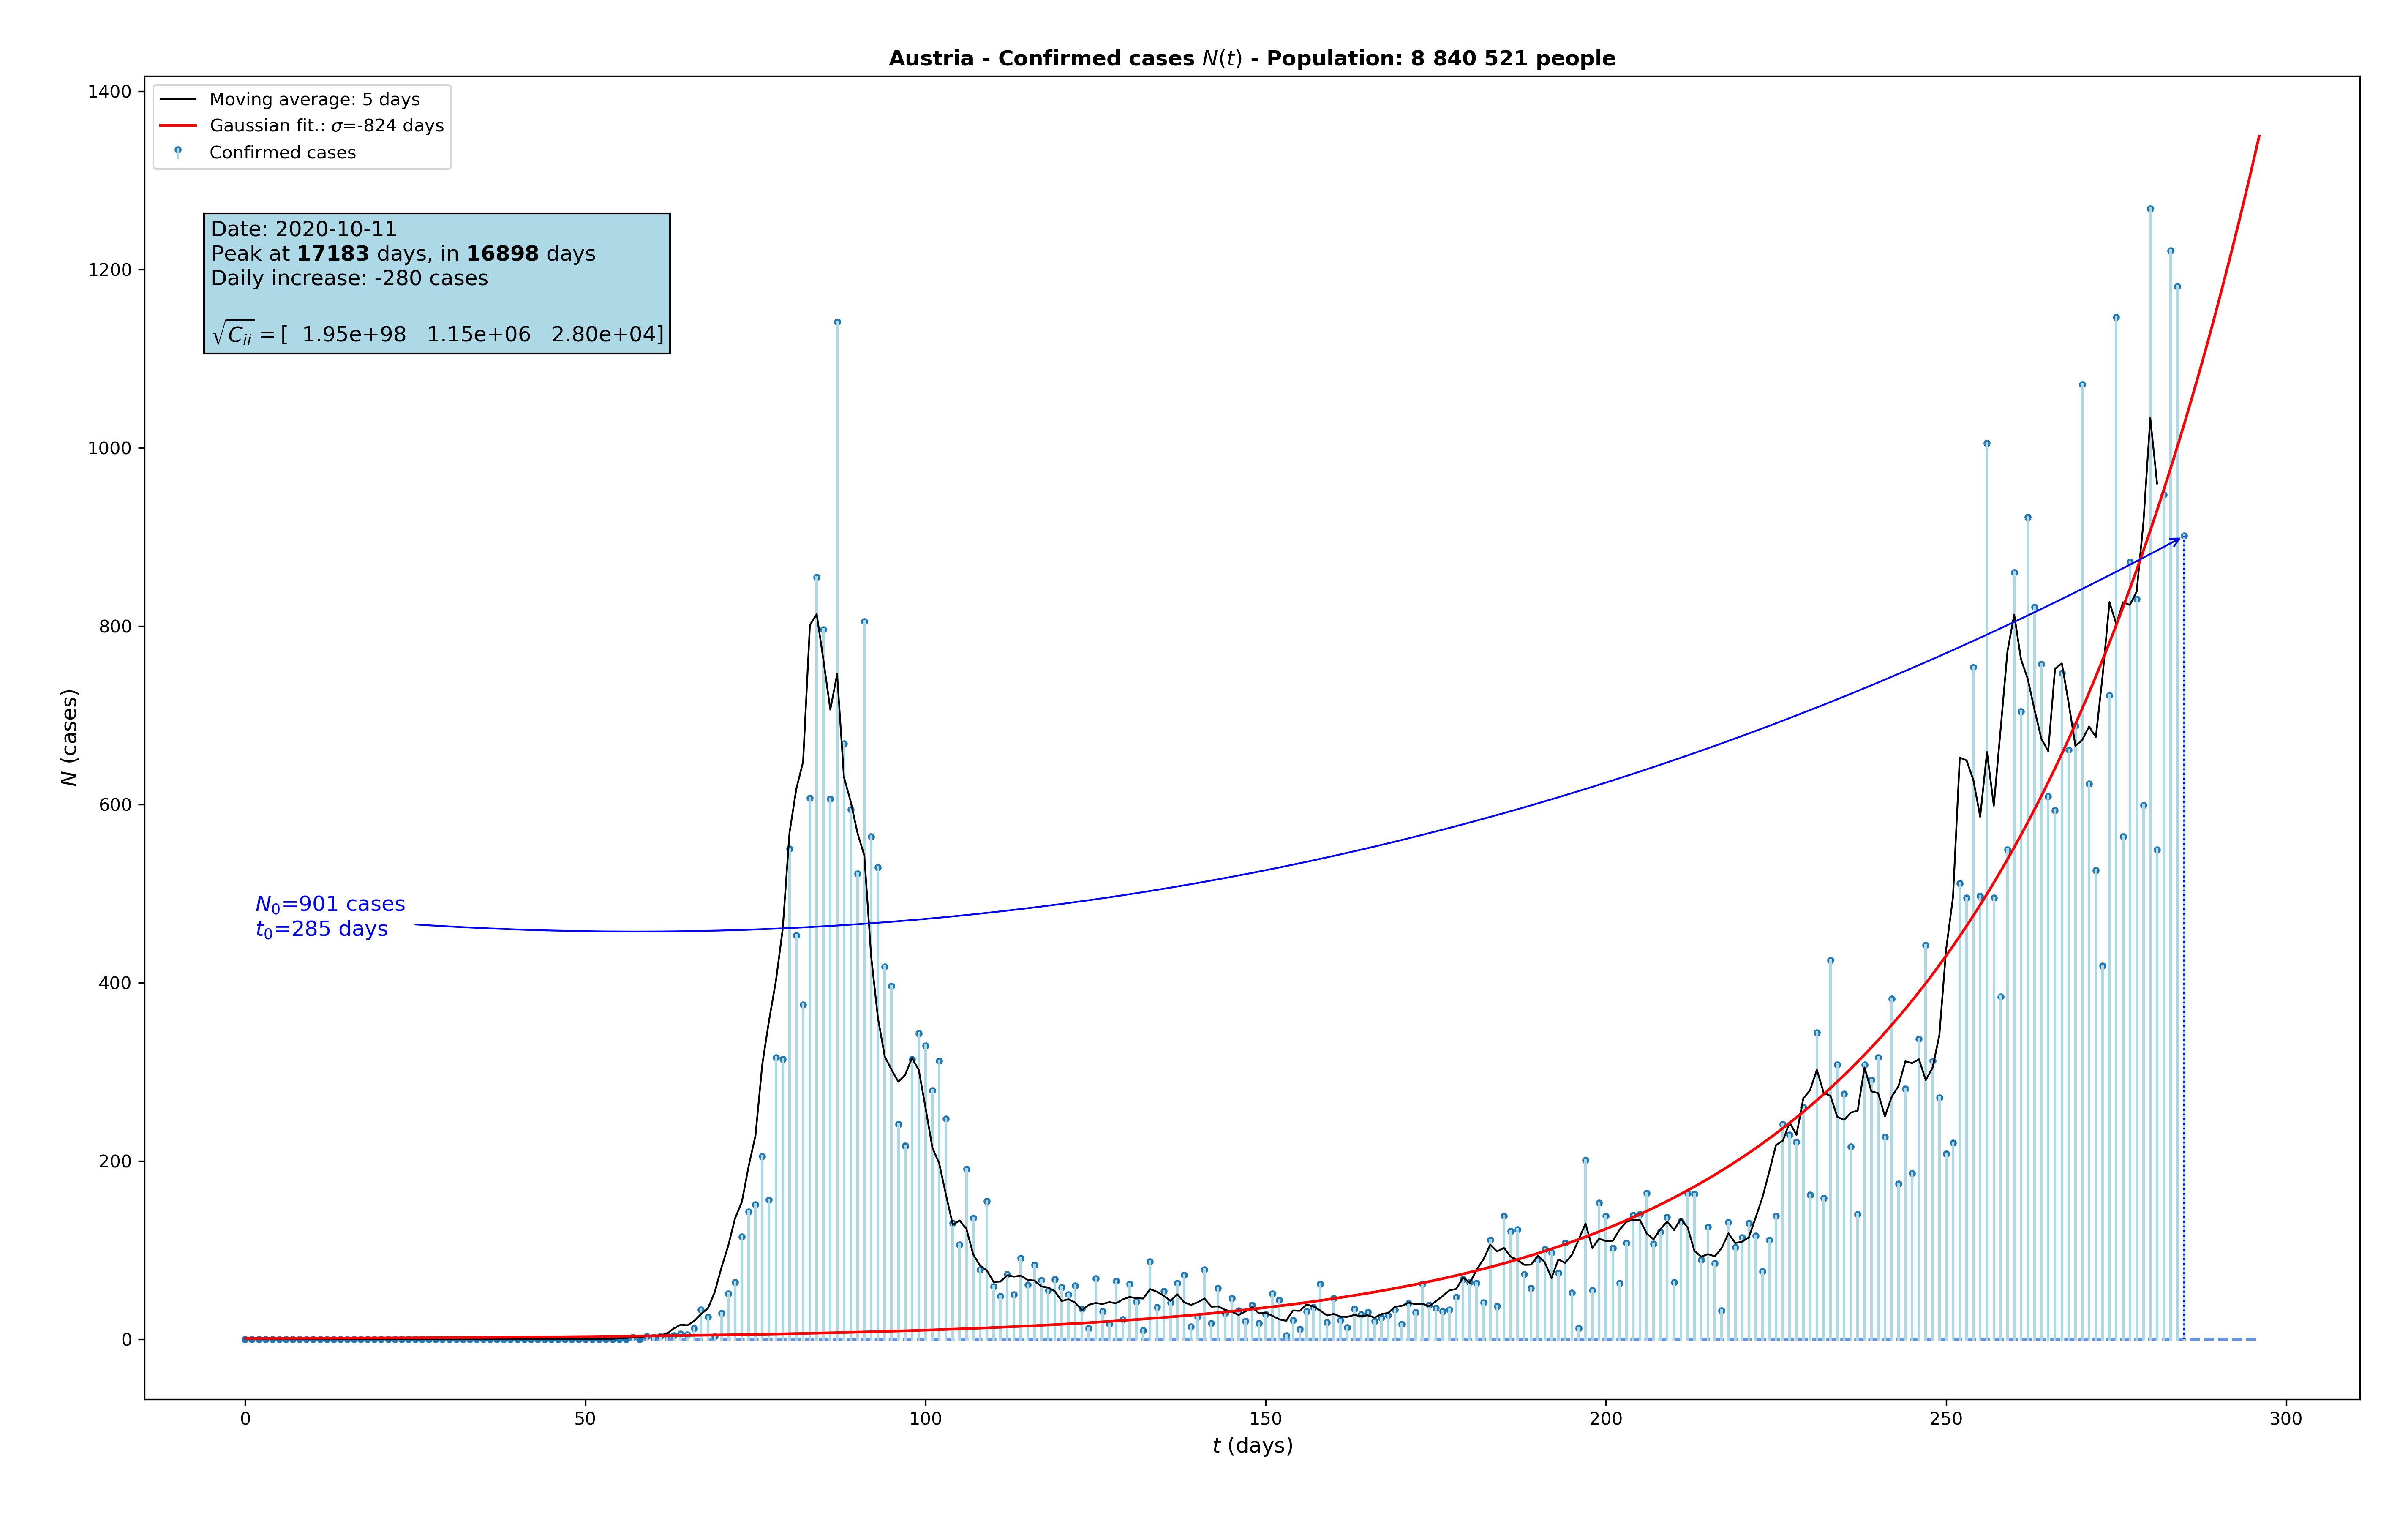 Austria - Confirmed cases N(t) - Population: 8 840 521 people
Moving average: 5 days
Gaussian fit.: σ=-824 days
Confirmed cases
Date: 2020-10-11
Peak at 17183 days, in 16898 days
Daily increase: -280 cases
√C_ii = [ 1.95e+98 1.15e+06 2.80e+04]
N_0=901 cases
t_0=285 days
N (cases)
1400
1200
1000
800
600
400
200
0
0 50 100 150 200 250 300
t (days)